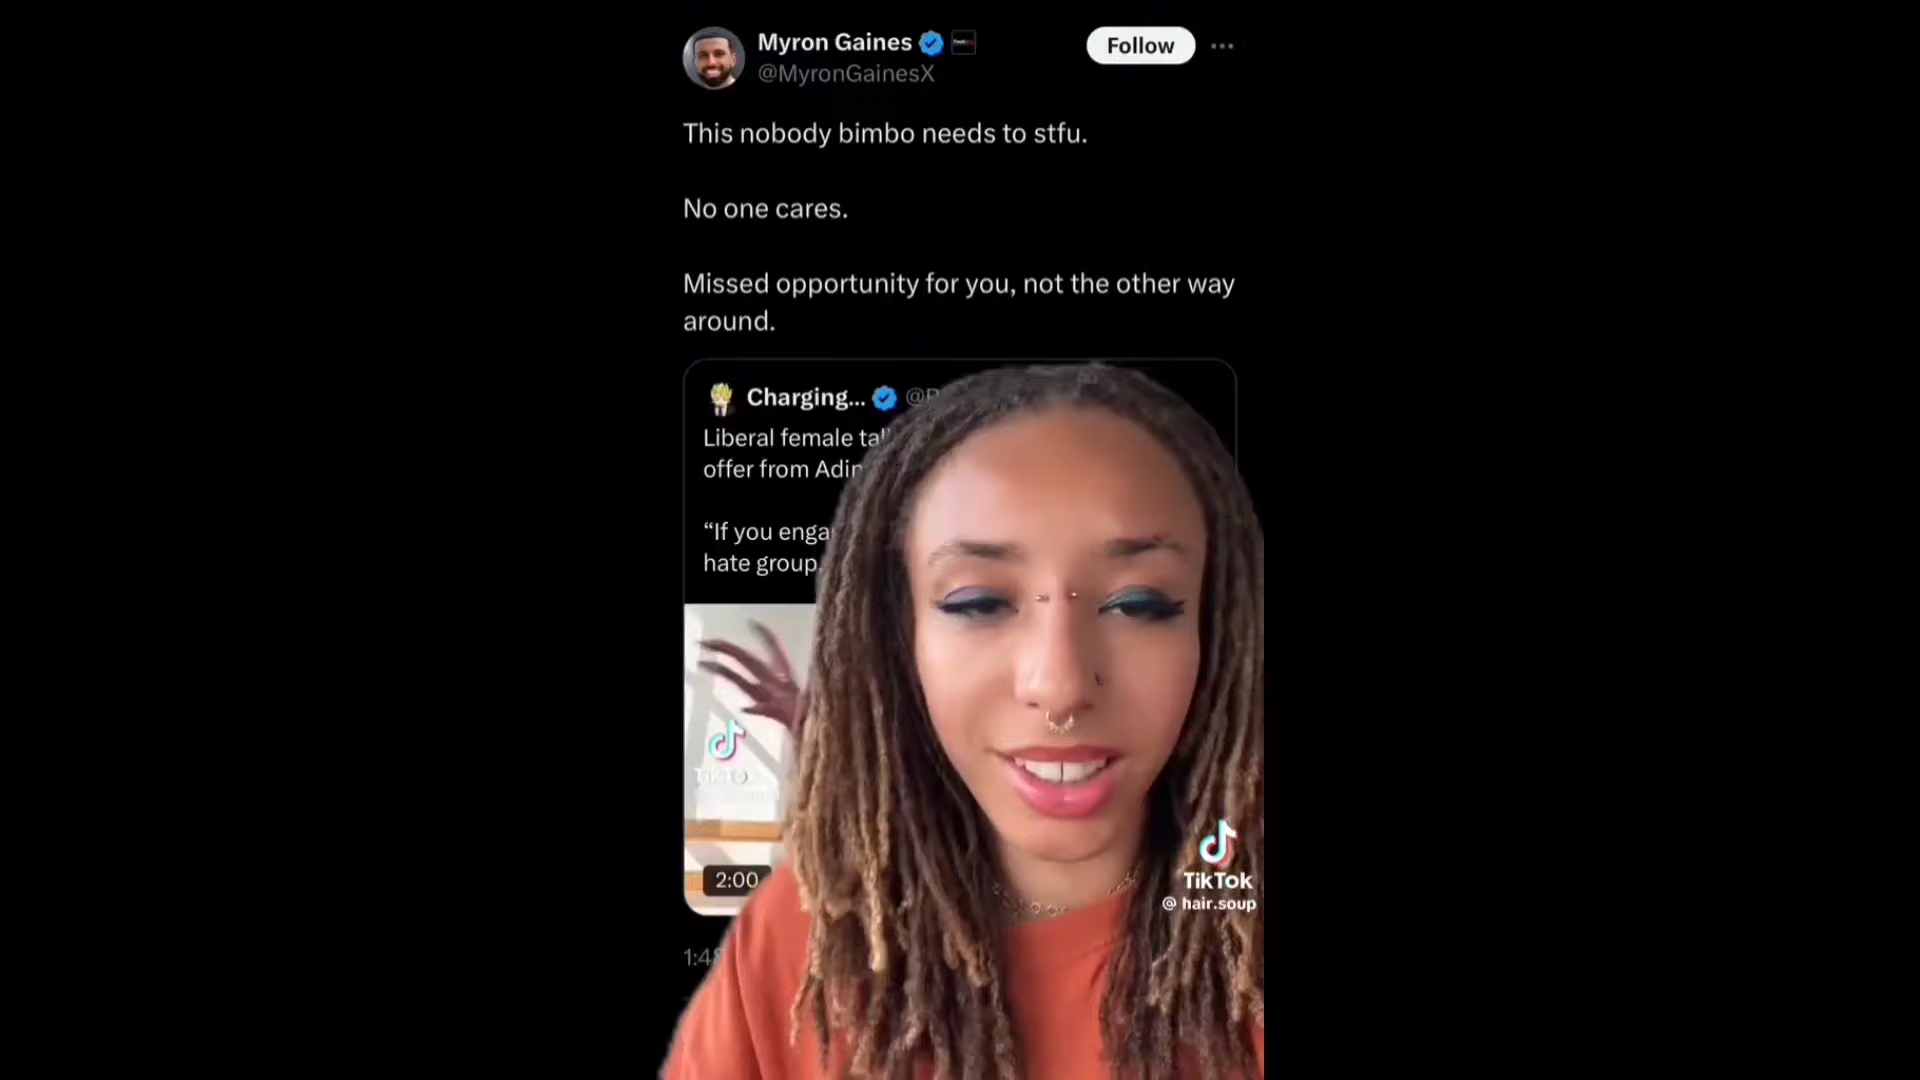 Myron Gaines
Follow
@MyronGainesX
This nobody bimbo needs to stfu.
No one cares.
Missed opportunity for you, not the other way
around.
Charging...
Liberal female
offer from
“If you
hate group.
TikTok
2:00
TikTok
@ hair.soup